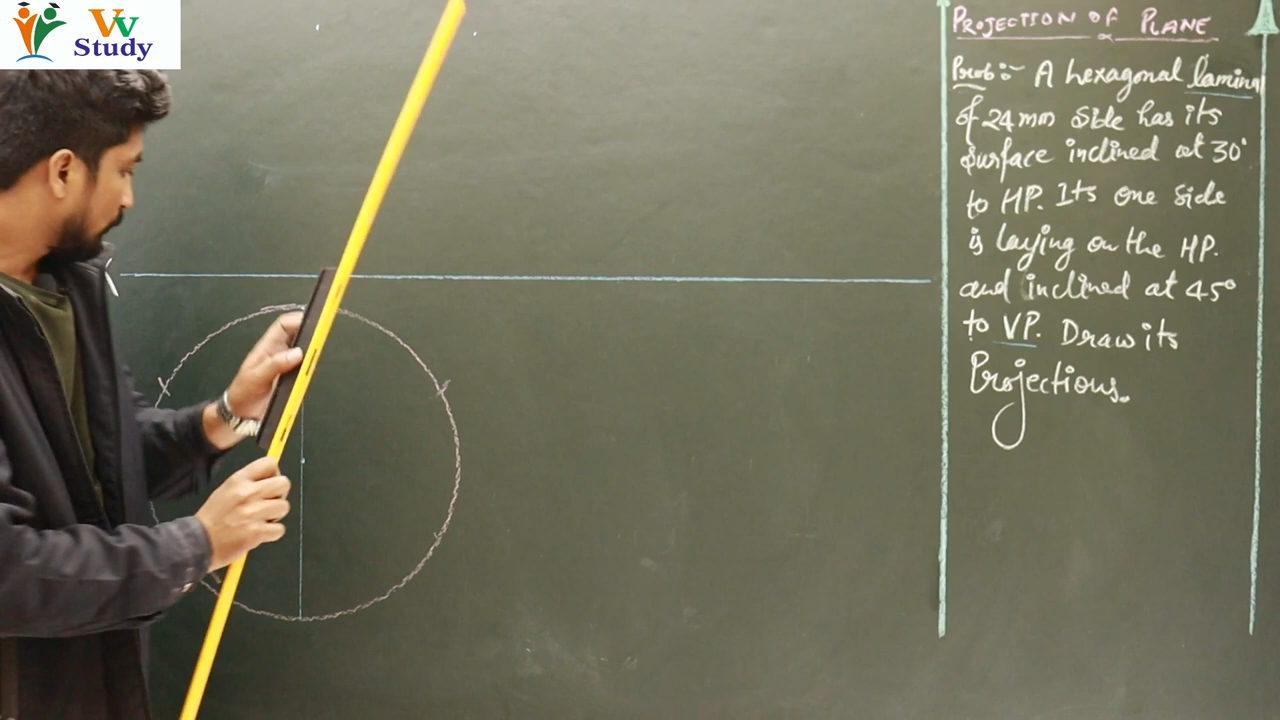 Vv
Study
PROJECTION OF PLANE
Prob:- A hexagonal lamina
of 24 mm side has its
surface inclined at 30°
to HP. Its one side
is laying on the HP.
and inclined at 45°
to VP. Draw its
Projections.